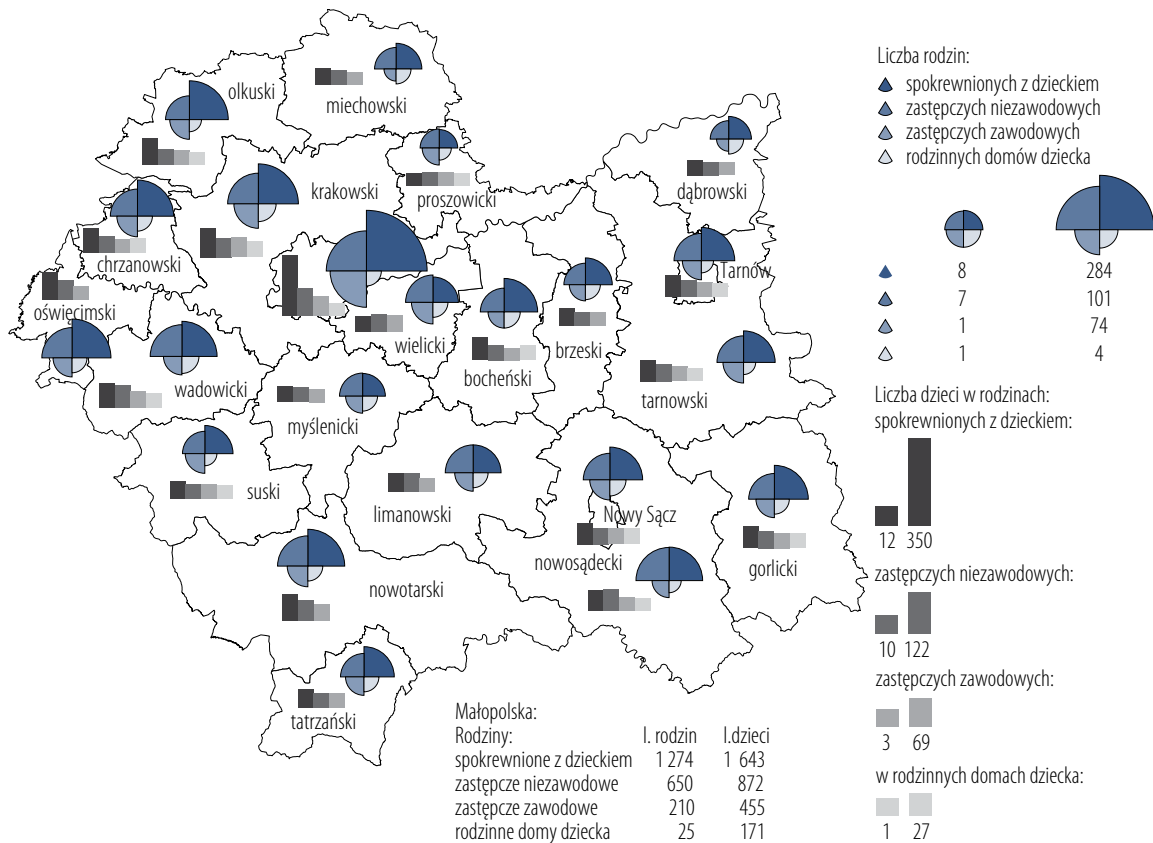 olkuski
miechowski
krakowski
proszowicki
dąbrowski
chrzanowski
Tarnów
oświęcimski
wielicki
bocheński
brzeski
wadowicki
myślenicki
tarnowski
suski
limanowski
Nowy Sącz
nowosądecki
gorlicki
nowotarski
tatrzański
Liczba rodzin:
spokrewnionych z dzieckiem
zastępczych niezawodowych
zastępczych zawodowych
rodzinnych domów dziecka
8 284
7 101
1 74
1 4
Liczba dzieci w rodzinach:
spokrewnionych z dzieckiem:
12 350
zastępczych niezawodowych:
10 122
zastępczych zawodowych:
3 69
w rodzinnych domach dziecka:
1 27
Małopolska:
Rodziny: l. rodzin l.dzieci
spokrewnione z dzieckiem 1 274 1 643
zastępcze niezawodowe 650 872
zastępcze zawodowe 210 455
rodzinne domy dziecka 25 171